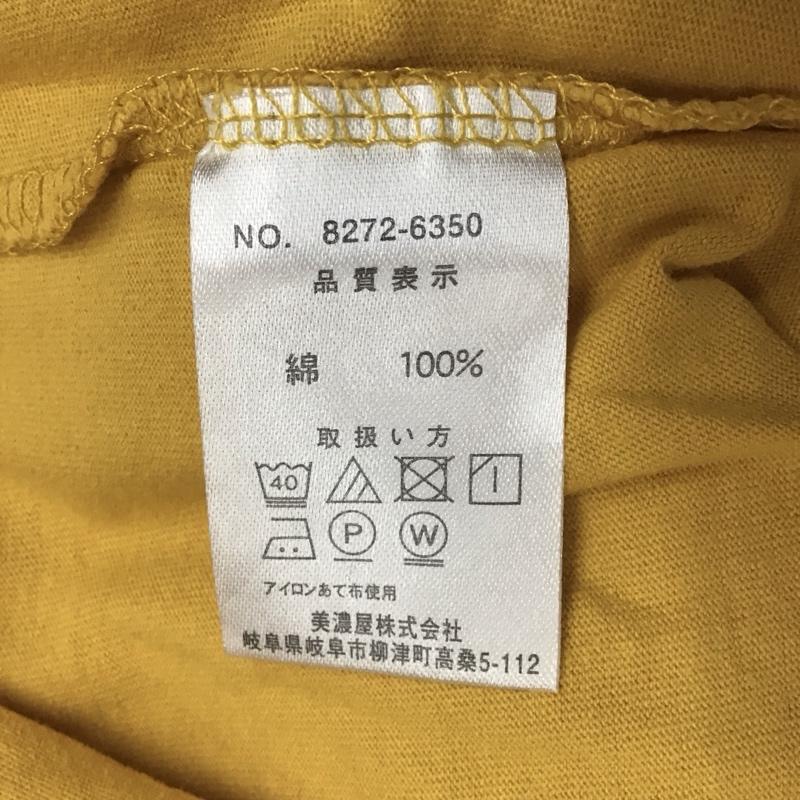 NO. 8272-6350
品質表示
綿 100%
取扱い方
40
P W
アイロンあて布使用
美濃屋株式会社
岐阜県岐阜市柳津町高桑5-112